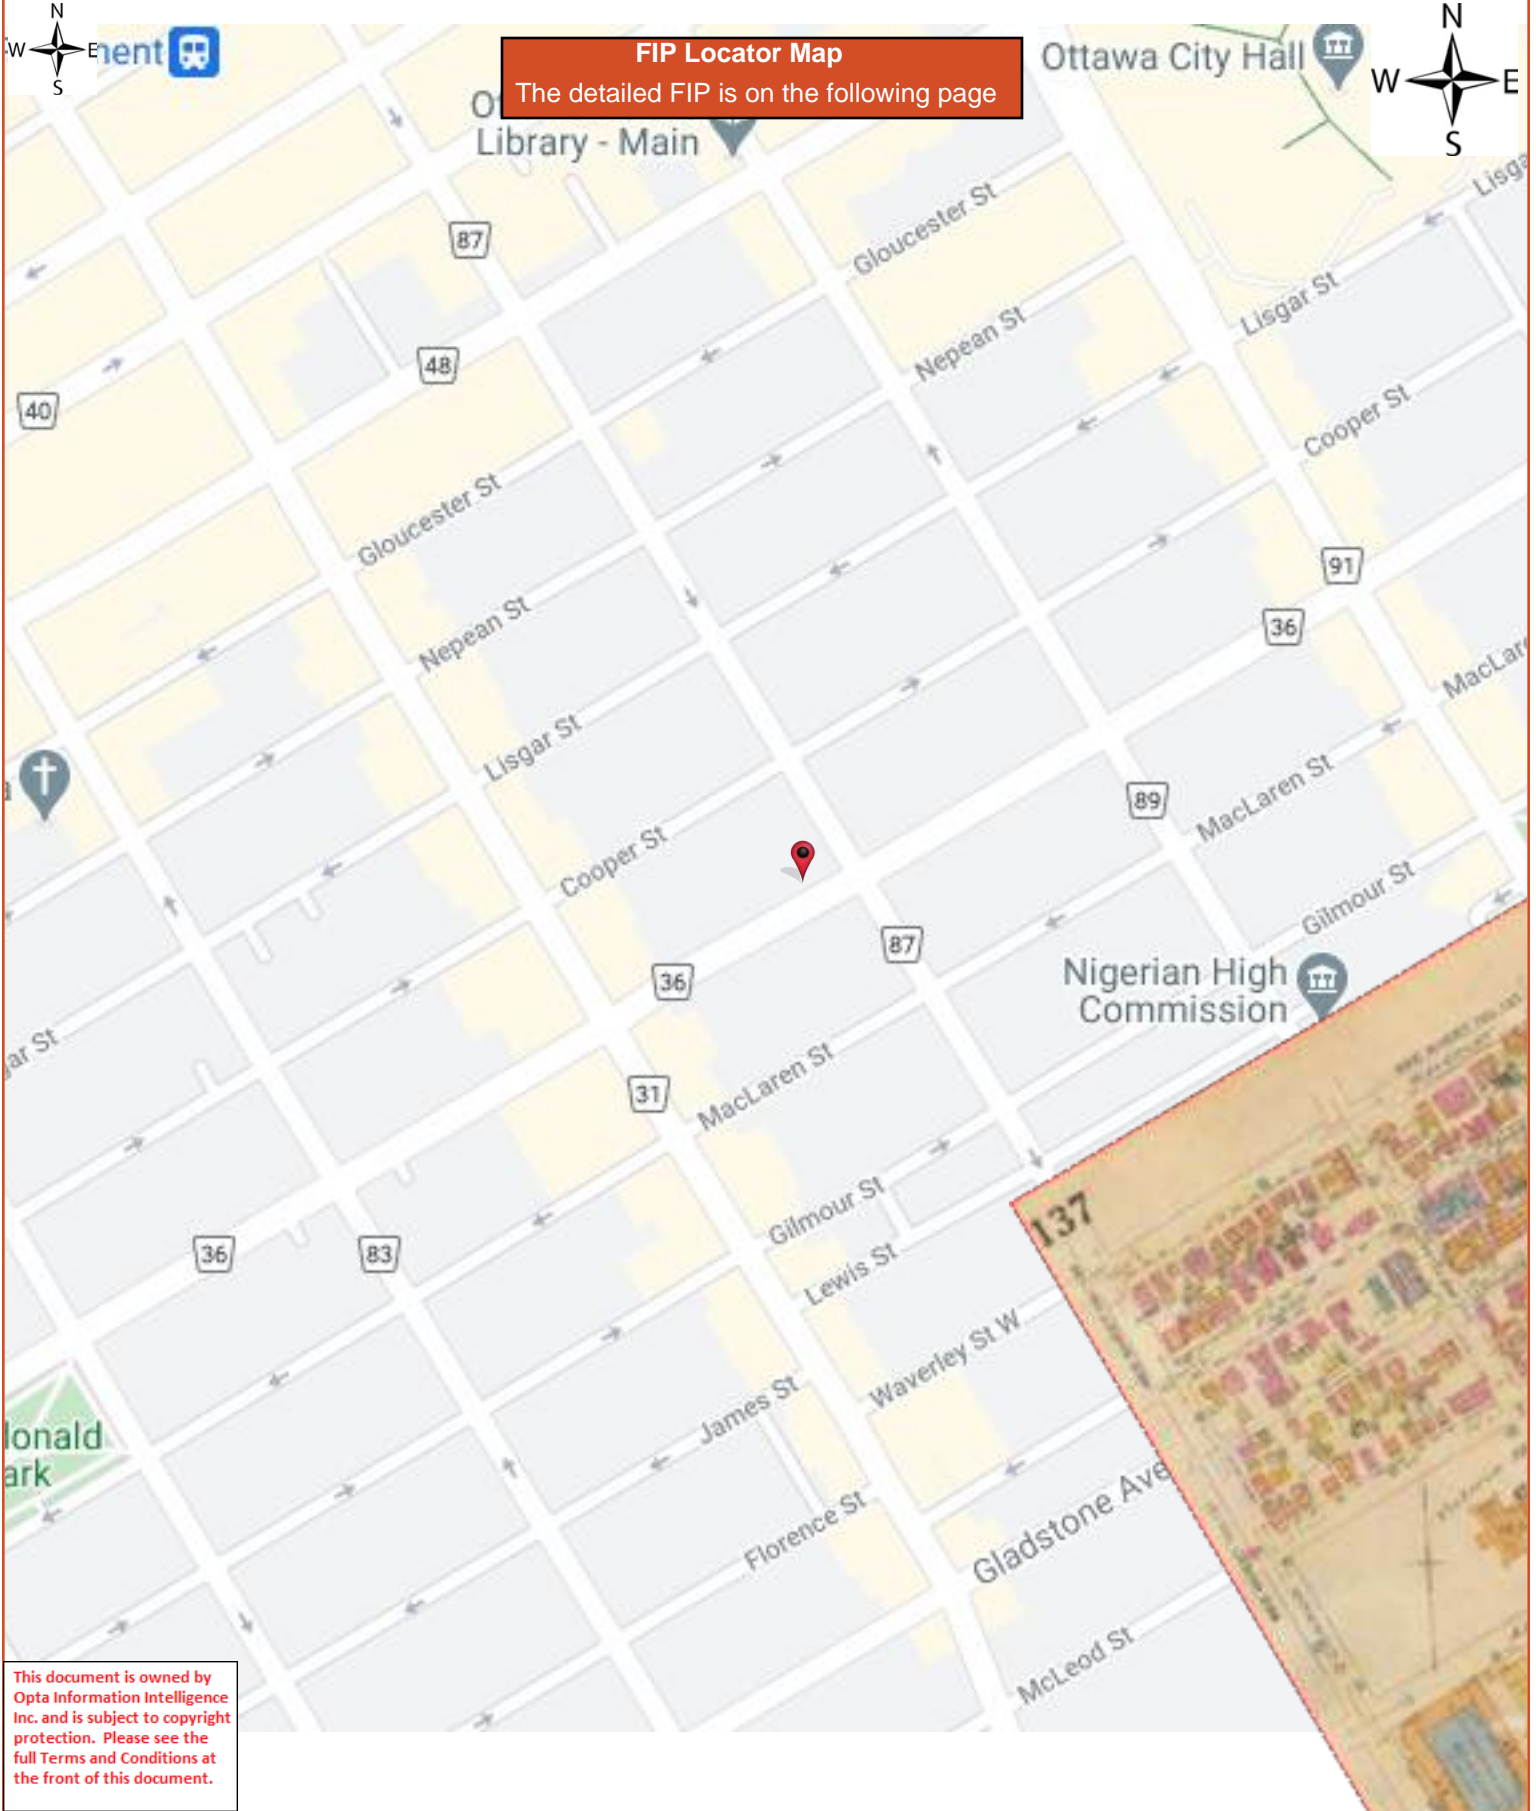 N
W E
S
N
W E
S
ment
FIP Locator Map
The detailed FIP is on the following page
Ottawa City Hall
Library - Main
Gloucester St
87
Nepean St
Lisgar St
48
40
Cooper St
Gloucester St
91
36
Nepean St
Lisgar St
MacLaren St
89
Cooper St
Gilmour St
87
36
Nigerian High
Commission
ar St
31
MacLaren St
137
Gilmour St
36
83
Lewis St
Waverley St W
James St
onald
ark
Florence St
Gladstone Ave
McLeod St
This document is owned by
Opta Information Intelligence
Inc. and is subject to copyright
protection. Please see the
full Terms and Conditions at
the front of this document.